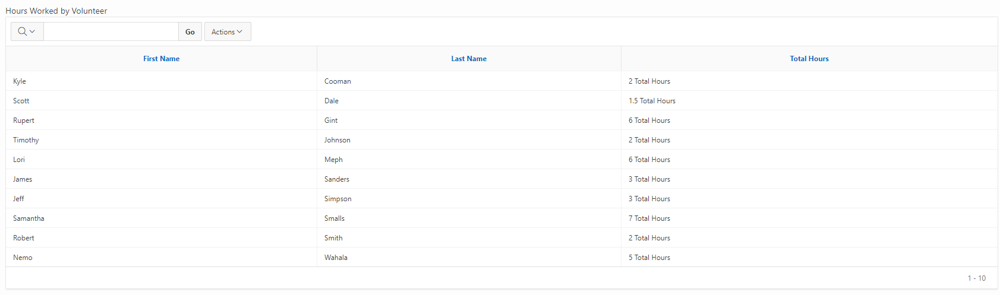 Hours Worked by Volunteer
Go Actions
First Name Last Name Total Hours
Kyle Cooman 2 Total Hours
Scott Dale 1.5 Total Hours
Rupert Gint 6 Total Hours
Timothy Johnson 2 Total Hours
Lori Meph 6 Total Hours
James Sanders 3 Total Hours
Jeff Simpson 3 Total Hours
Samantha Smalls 7 Total Hours
Robert Smith 2 Total Hours
Nemo Wahala 5 Total Hours
1 - 10